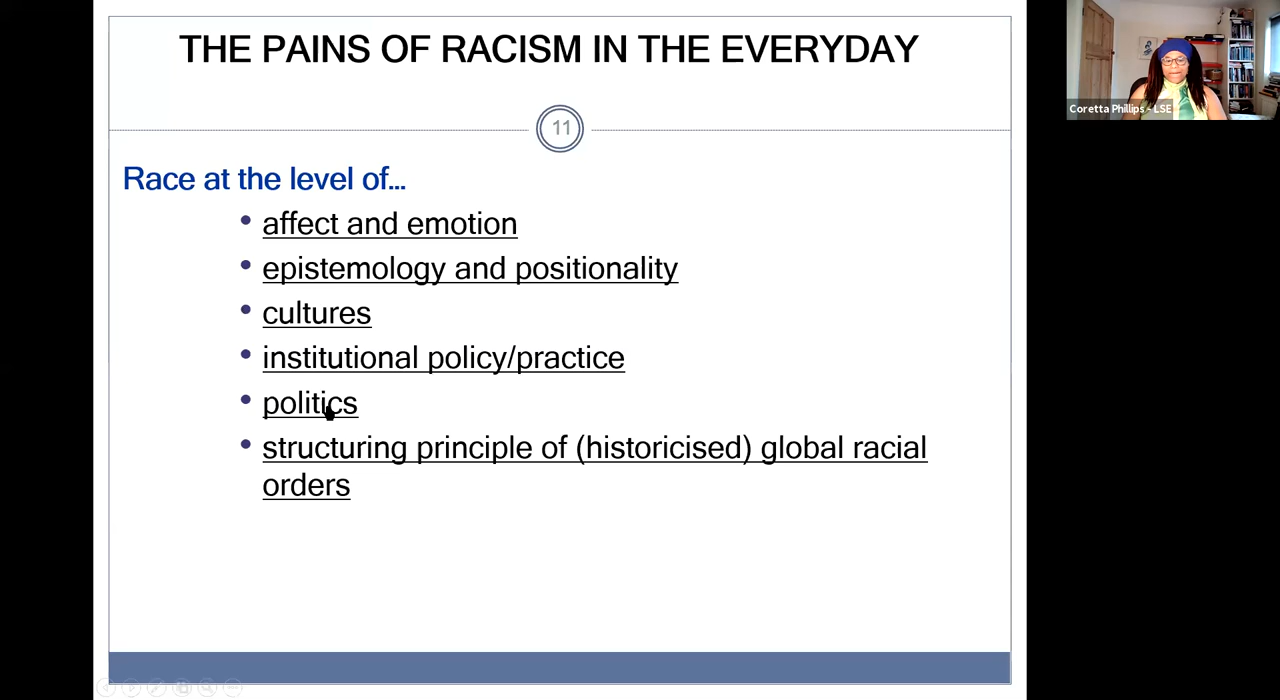 THE PAINS OF RACISM IN THE EVERYDAY
11
Race at the level of...
• affect and emotion
• epistemology and positionality
• cultures
• institutional policy/practice
• politics
• structuring principle of (historicised) global racial
orders
Coretta Phillips - LSE